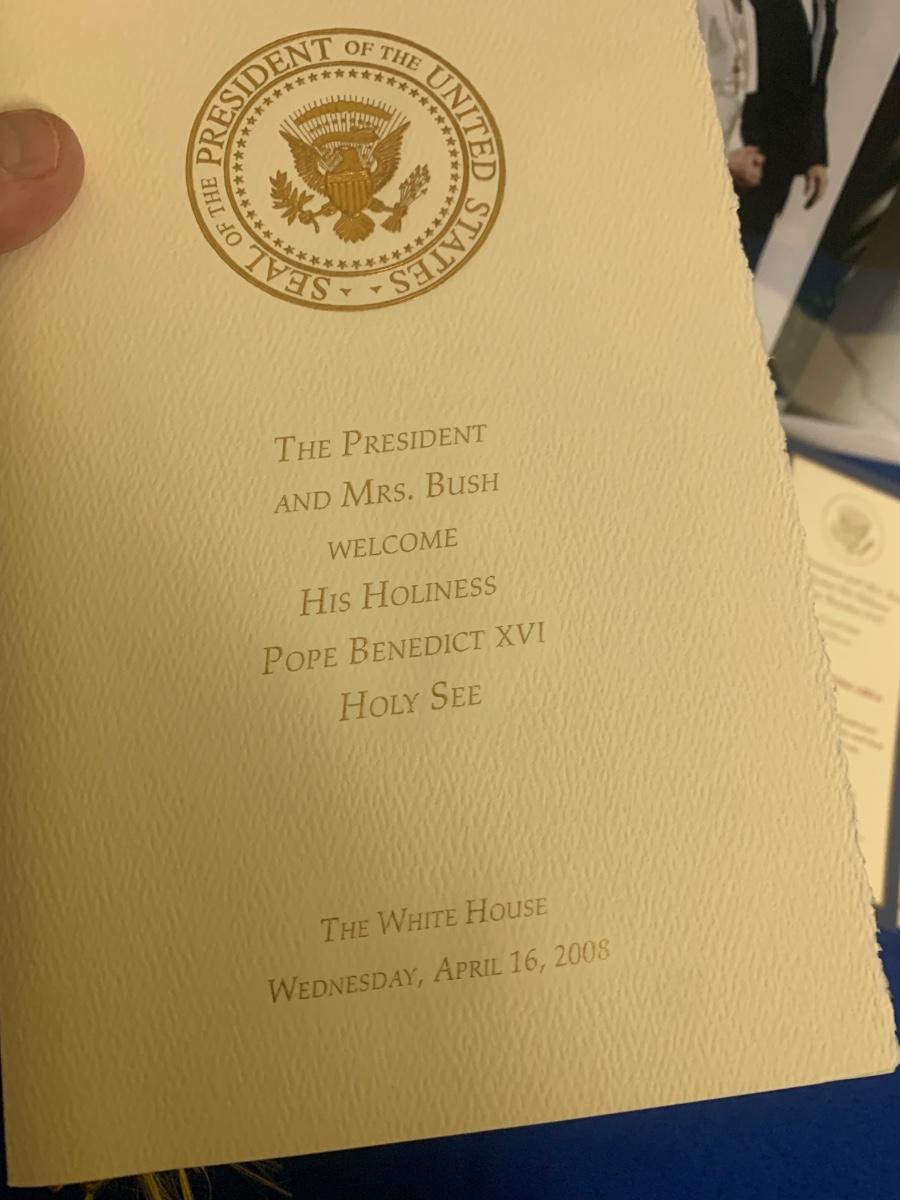 SEAL OF THE PRESIDENT OF THE UNITED STATES
THE PRESIDENT
AND MRS. BUSH
WELCOME
HIS HOLINESS
POPE BENEDICT XVI
HOLY SEE
THE WHITE HOUSE
WEDNESDAY, APRIL 16, 2008